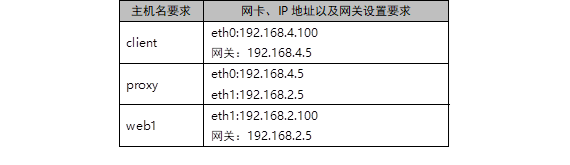 主机名要求 网卡、IP 地址以及网关设置要求
client
eth0:192.168.4.100
网关：192.168.4.5
proxy
eth0:192.168.4.5
eth1:192.168.2.5
web1
eth1:192.168.2.100
网关：192.168.2.5